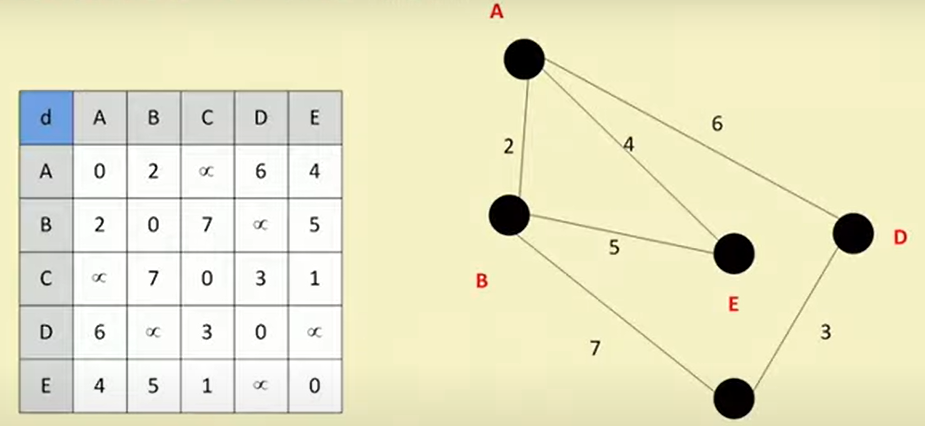 d A B C D E
A 0 2 ∝ 6 4
B 2 0 7 ∝ 5
C ∝ 7 0 3 1
D 6 ∝ 3 0 ∝
E 4 5 1 ∝ 0
A
6
2
4
D
5
B
E
3
7